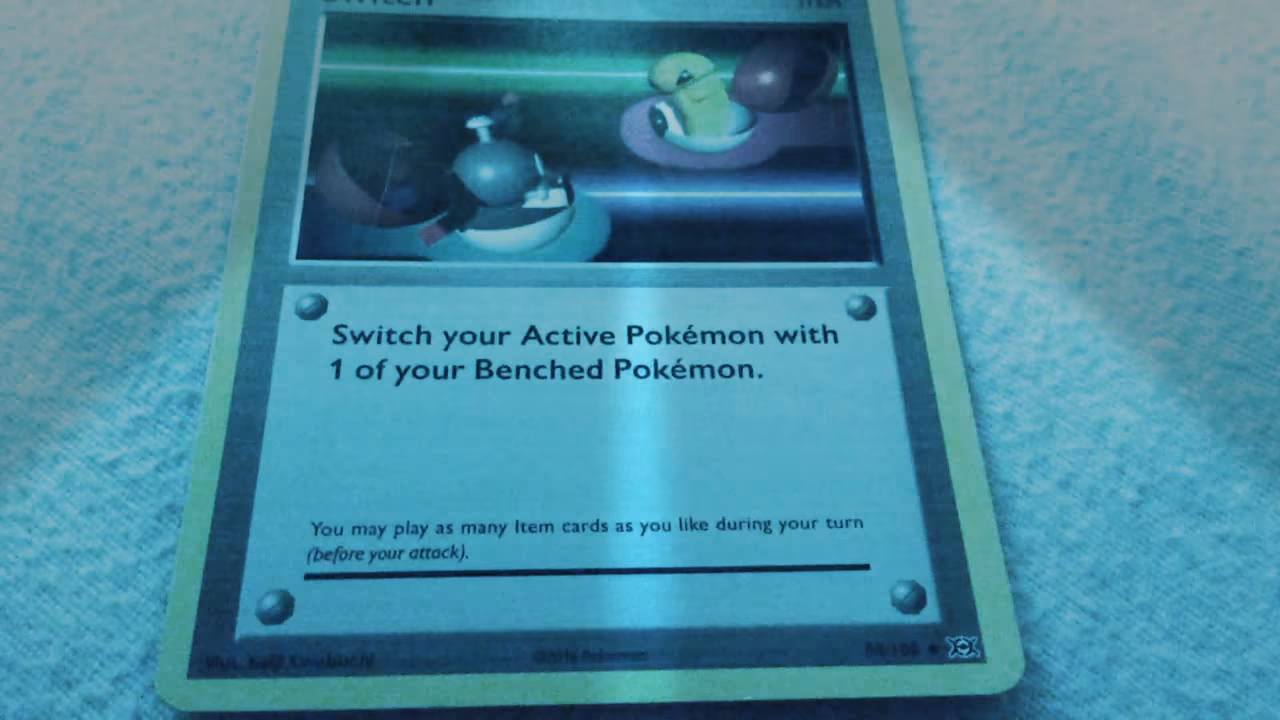 Switch your Active Pokémon with
1 of your Benched Pokémon.
You may play as many Item cards as you like during your turn
(before your attack).